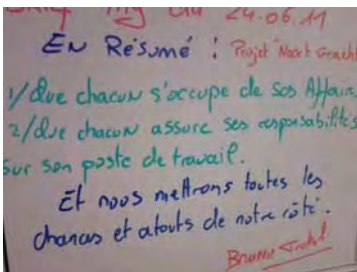 24.06.11
En Résumé : Projet
1/ Que chacun s'occupe de ses Affaires
2/ Que chacun assure ses responsabilités
sur son poste de travail.
Et nous mettrons toutes les
chances et atouts de notre côté.
Bruno